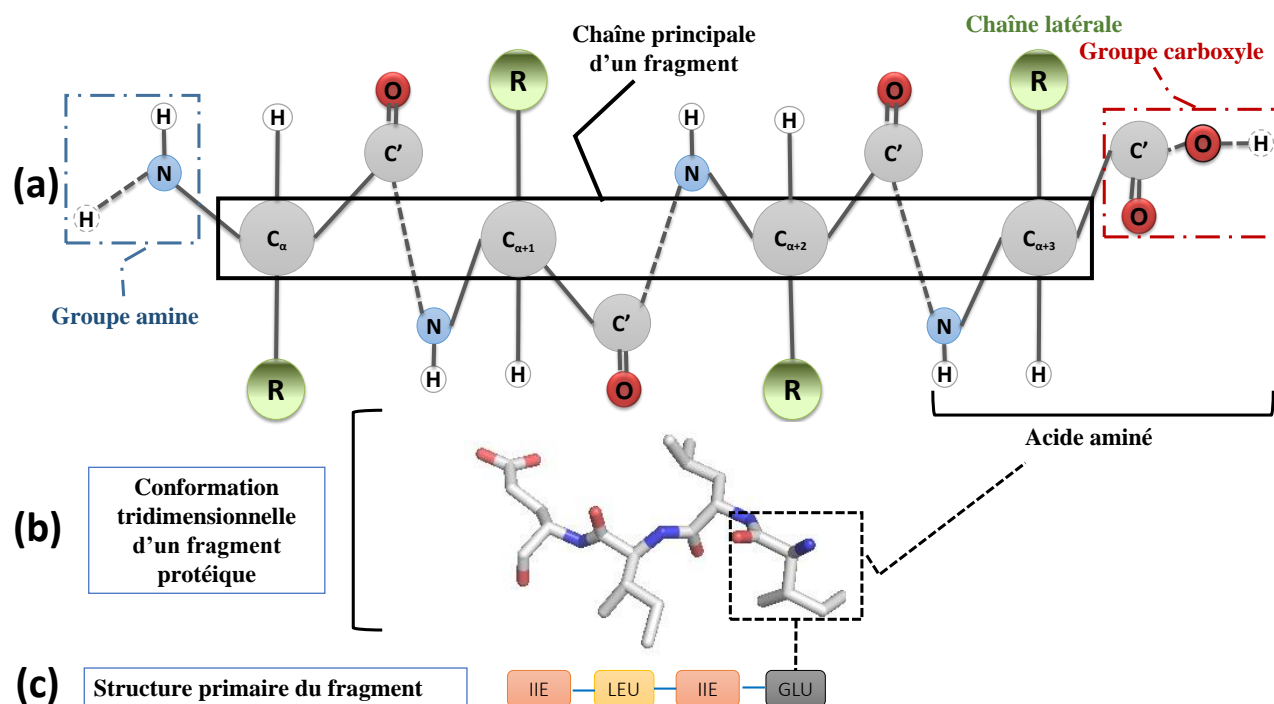 Chaîne principale
d'un fragment
Chaîne latérale
Groupe carboxyle
(a)
H
N
H
H
O
C'
R
H
H
O
C'
R
C'
O
H
O
N
Cα
Cα+1
Cα+2
Cα+3
Groupe amine
R
N
H
H
C'
O
R
N
H
H
Acide aminé
(b)
Conformation
tridimensionnelle
d'un fragment
protéique
(c)
Structure primaire du fragment
IIE
LEU
IIE
GLU